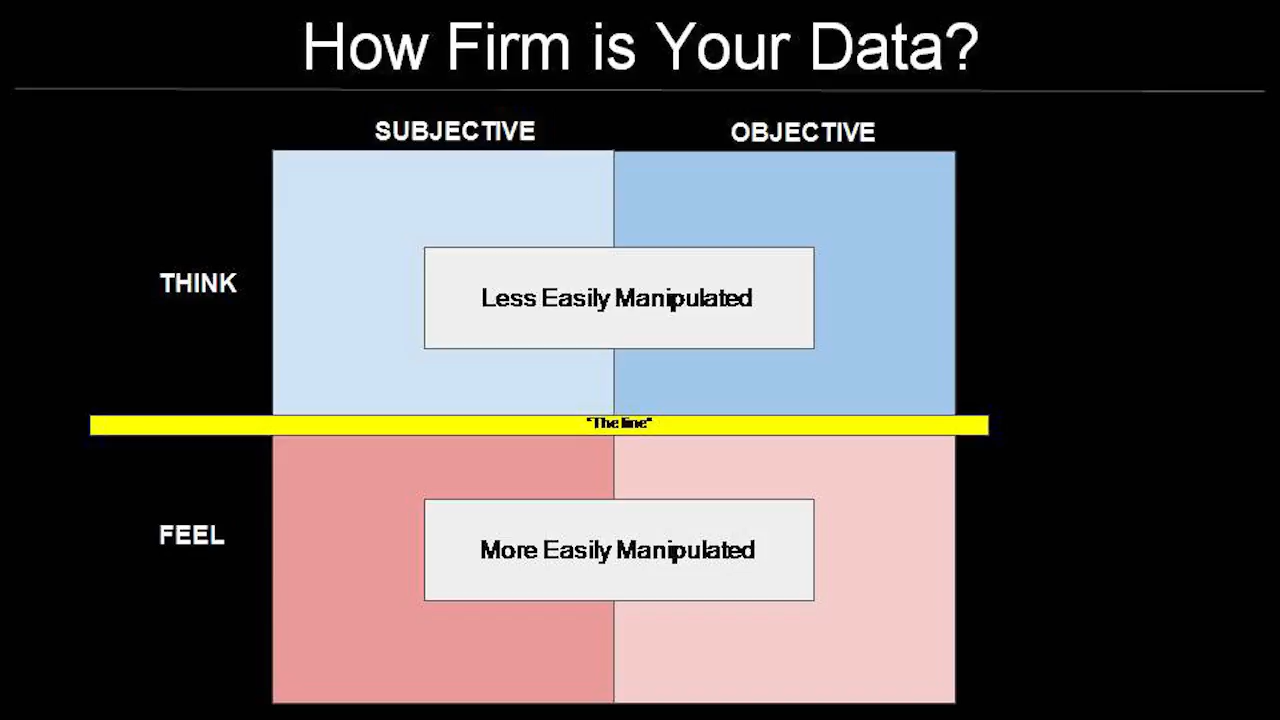 How Firm is Your Data?
SUBJECTIVE OBJECTIVE
THINK
Less Easily Manipulated
"The line"
FEEL
More Easily Manipulated